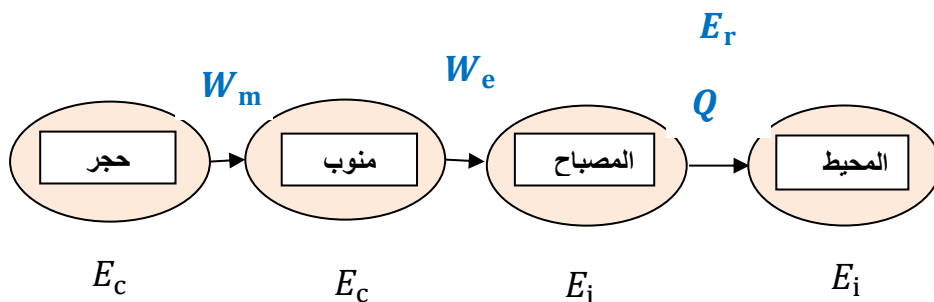 E_r
W_m W_e Q
حجر منوب المصباح المحيط
E_c E_c E_i E_i